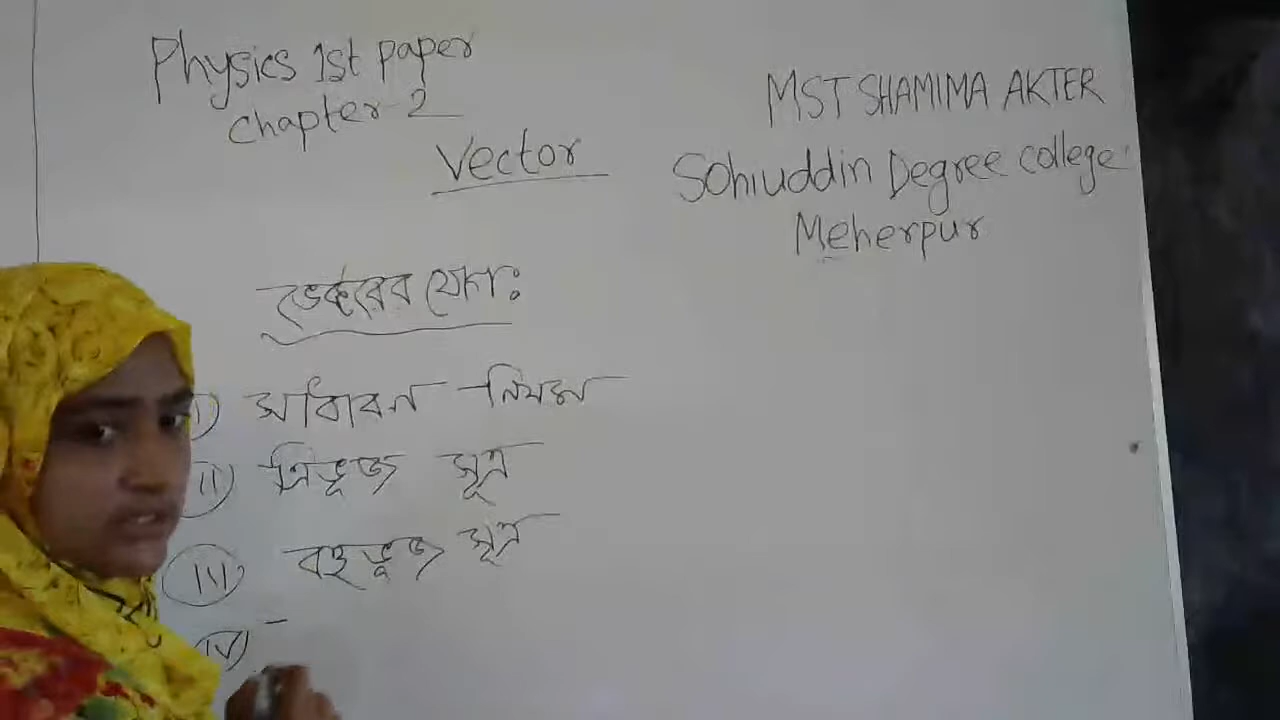 Physics 1st paper
chapter-2
Vector
MST SHAMIMA AKTER
Sohiuddin Degree college
Meherpur
ভেক্টরের যোগ:
I) সাধারণ নিয়ম
II) ত্রিভূজ সূত্র
III) বহুভূজ সূত্র
IV)